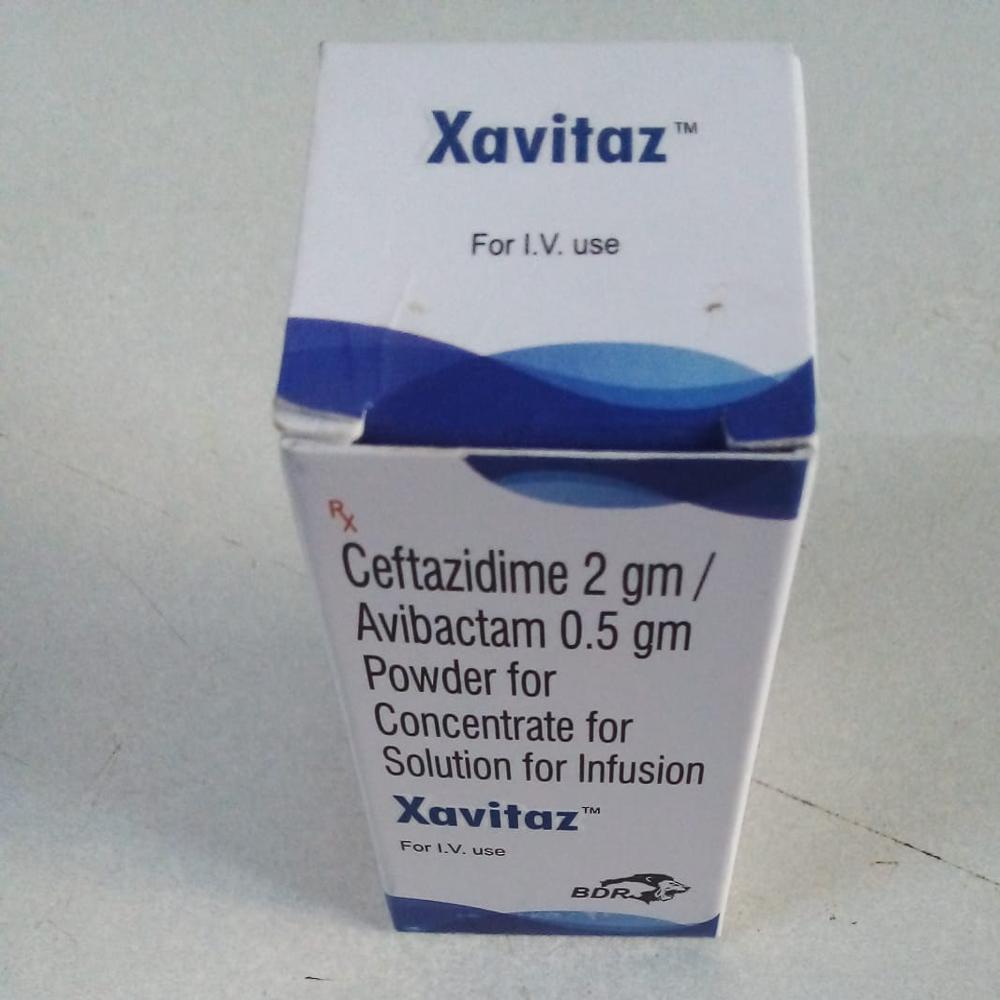 Xavitaz™
For I.V. use
Rx
Ceftazidime 2 gm /
Avibactam 0.5 gm
Powder for
Concentrate for
Solution for Infusion
Xavitaz™
For I.V. use
BDR